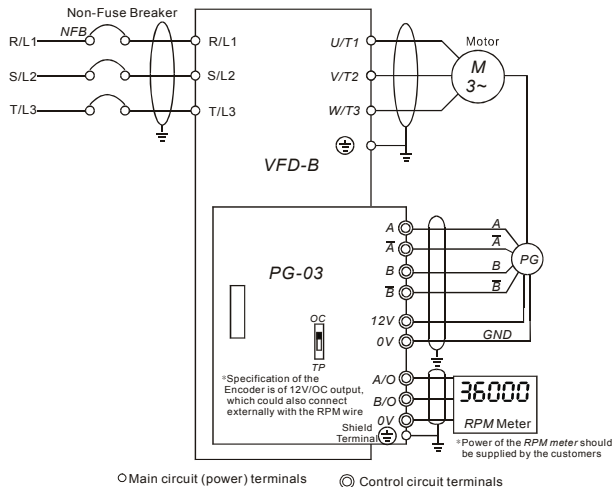 Non-Fuse Breaker
NFB
R/L1
S/L2
T/L3
R/L1
S/L2
T/L3
U/T1
V/T2
W/T3
Motor
M
3~
VFD-B
PG-03
OC
TP
*Specification of the
Encoder is of 12V/OC output,
which could also connect
externally with the RPM wire
A
A̅
B
B̅
12V
0V
A
A̅
B
B̅
GND
PG
A/O
B/O
0V
Shield
Terminal
36000
RPM Meter
*Power of the RPM meter should
be supplied by the customers
Main circuit (power) terminals
Control circuit terminals